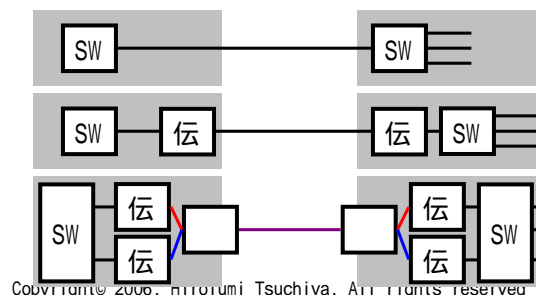 SW SW
SW 伝 伝 SW
SW 伝 伝 SW
伝 伝
Copyright© 2006, Hirofumi Tsuchiya, All rights reserved